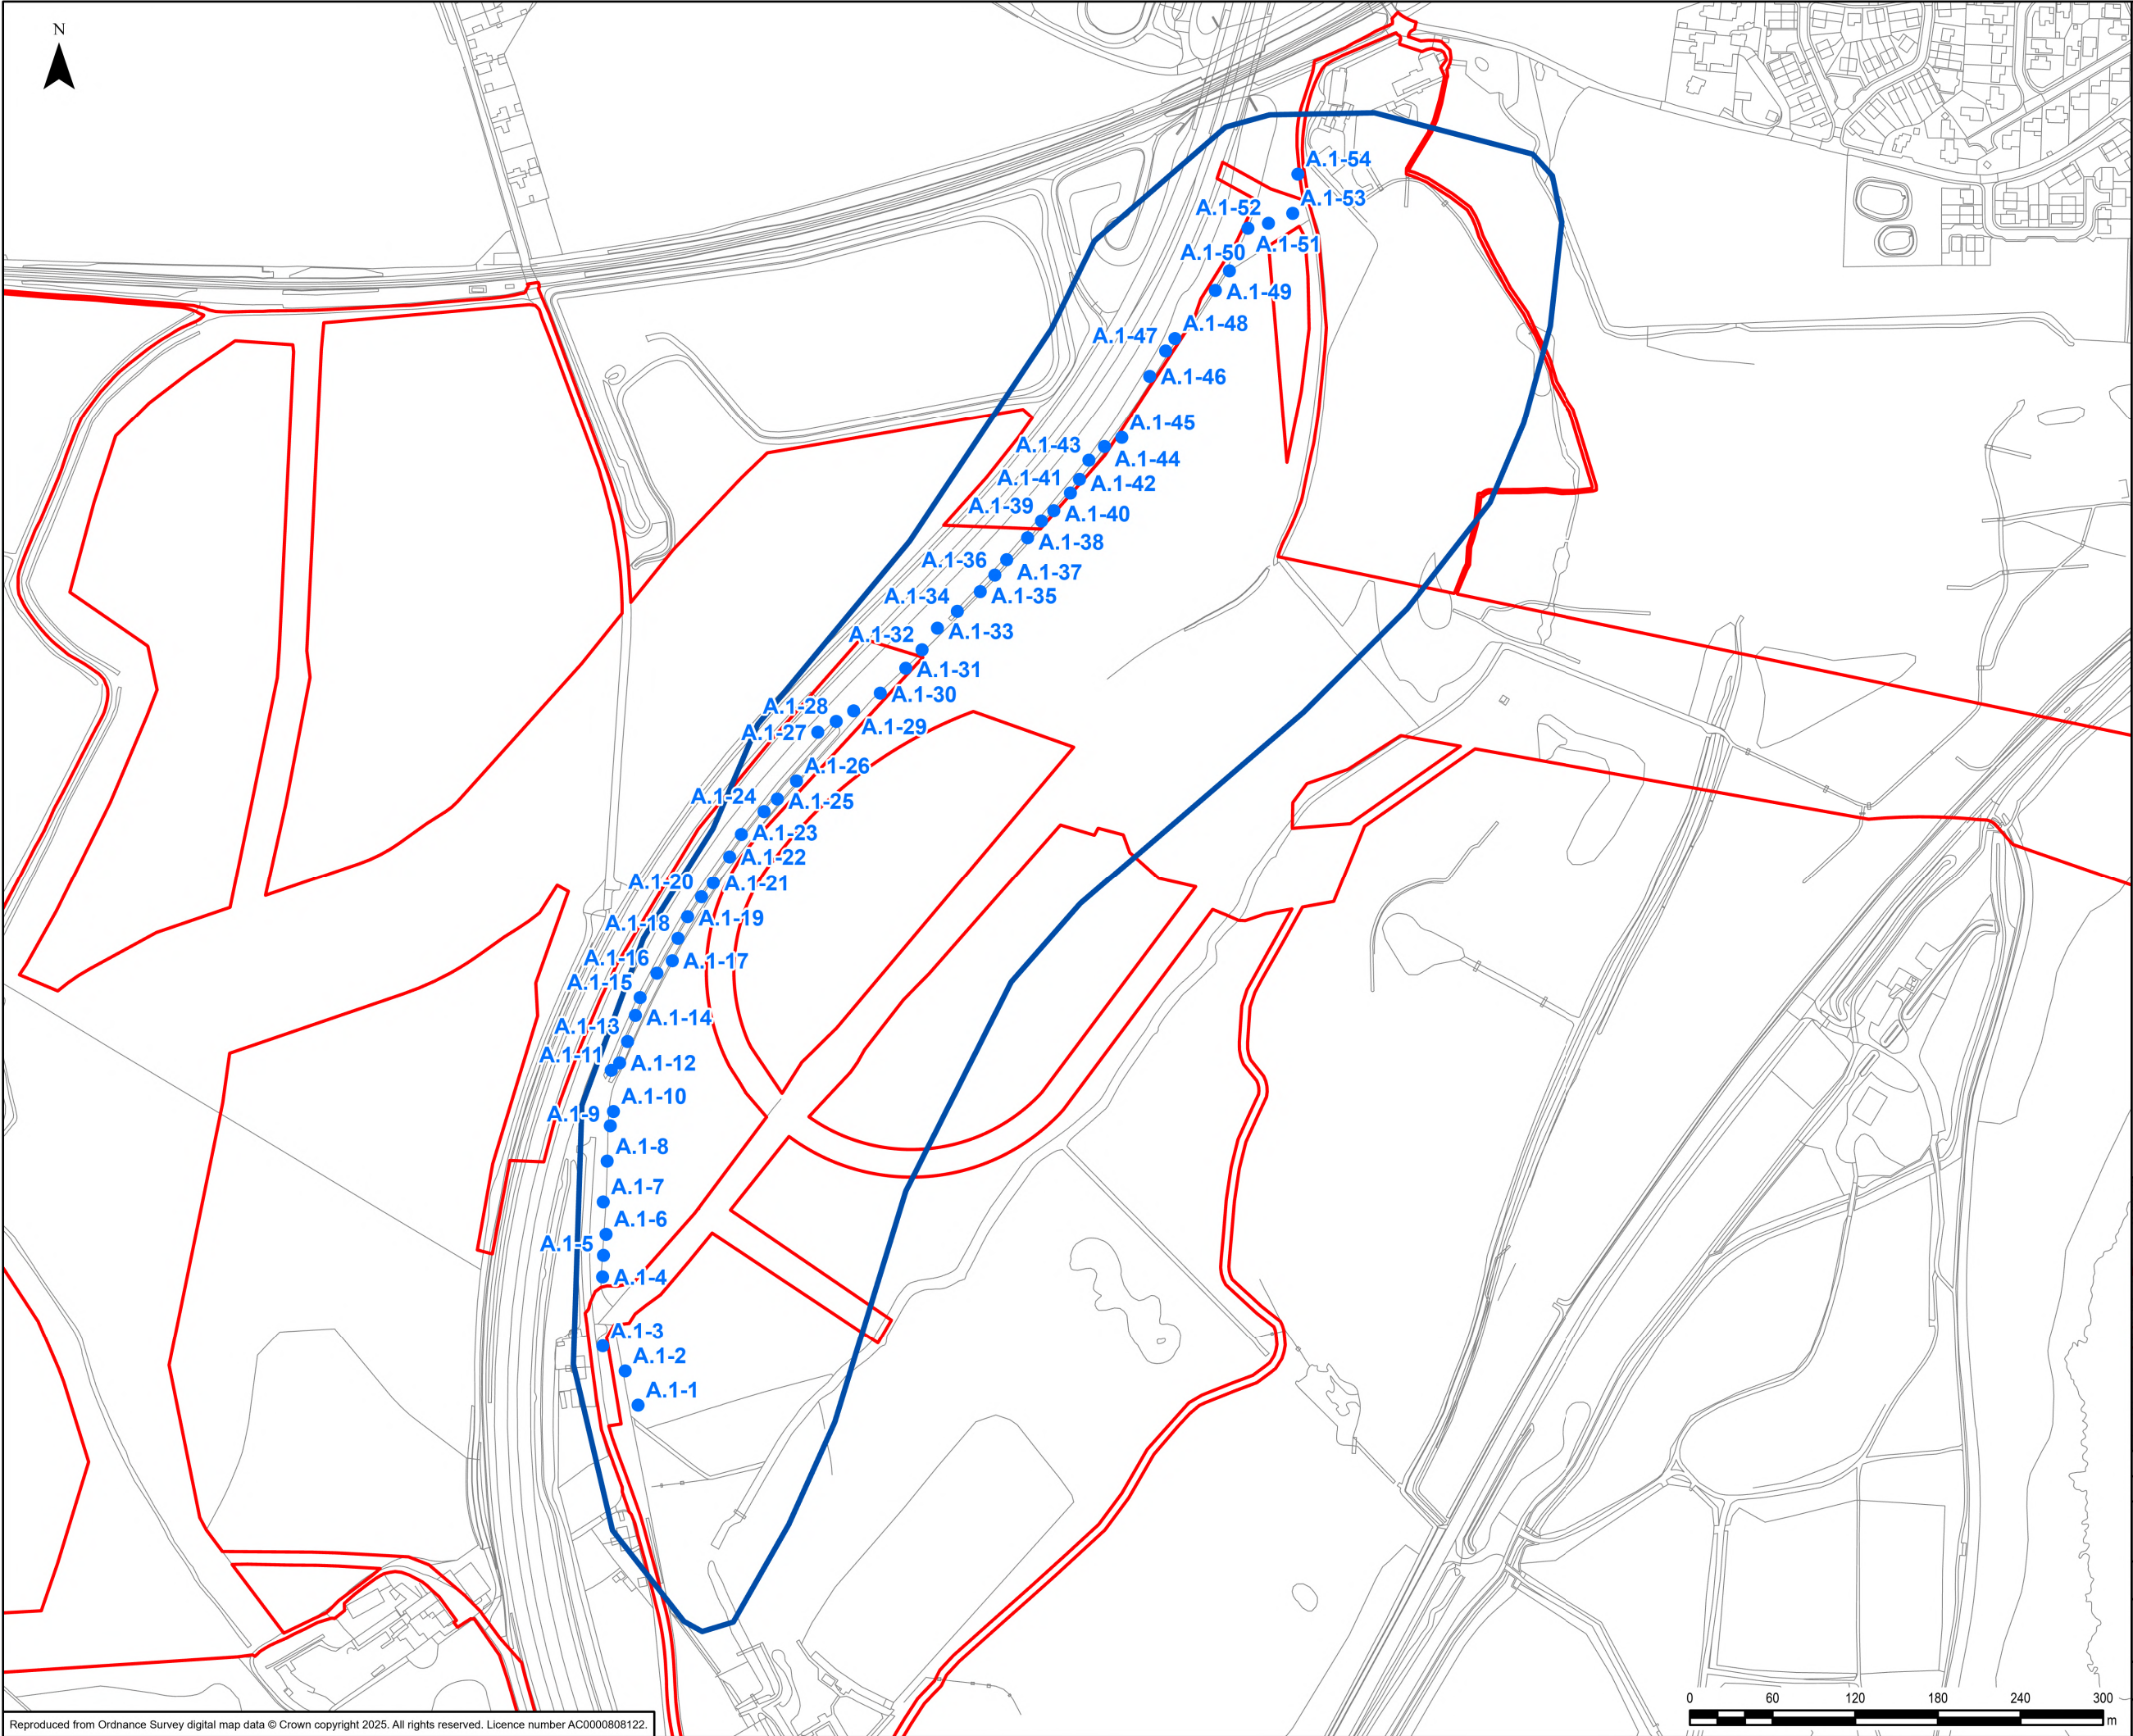 N
A.1-54
A.1-53
A.1-52
A.1-51
A.1-50
A.1-49
A.1-48
A.1-47
A.1-46
A.1-45
A.1-43
A.1-44
A.1-41
A.1-42
A.1-39
A.1-40
A.1-38
A.1-36
A.1-37
A.1-34
A.1-35
A.1-32
A.1-33
A.1-31
A.1-30
A.1-28
A.1-29
A.1-27
A.1-26
A.1-24
A.1-25
A.1-23
A.1-22
A.1-20
A.1-21
A.1-18
A.1-19
A.1-16
A.1-17
A.1-15
A.1-14
A.1-13
A.1-11
A.1-12
A.1-10
A.1-9
A.1-8
A.1-7
A.1-6
A.1-5
A.1-4
A.1-3
A.1-2
A.1-1
0 60 120 180 240 300
m
Reproduced from Ordnance Survey digital map data © Crown copyright 2025. All rights reserved. Licence number AC0000808122.